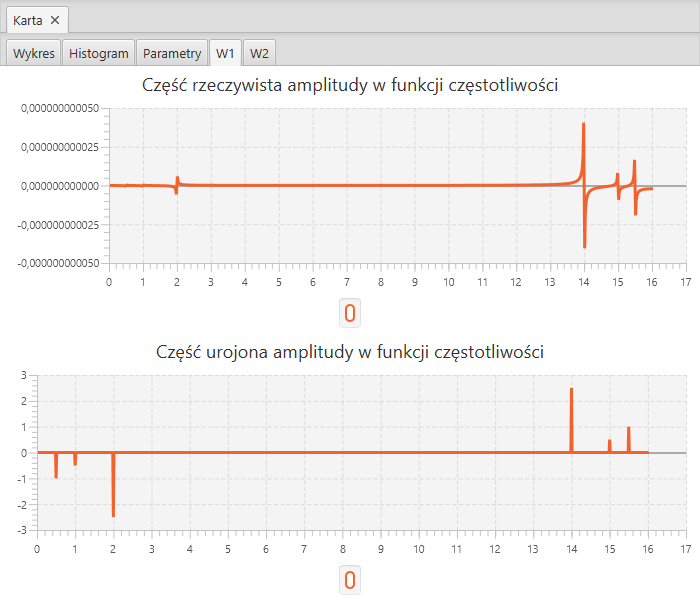 Karta ×
Wykres Histogram Parametry W1 W2
Część rzeczywista amplitudy w funkcji częstotliwości
0,000000000050
0,000000000025
0,000000000000
-0,000000000025
-0,000000000050
0 1 2 3 4 5 6 7 8 9 10 11 12 13 14 15 16 17
Część urojona amplitudy w funkcji częstotliwości
3
2
1
0
-1
-2
-3
0 1 2 3 4 5 6 7 8 9 10 11 12 13 14 15 16 17